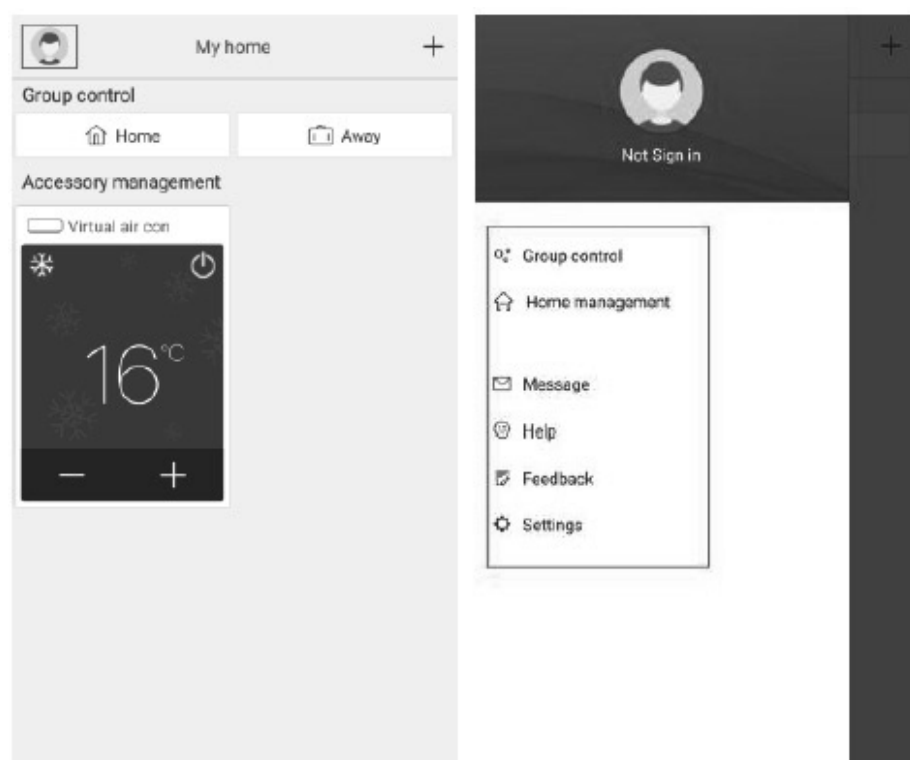 My home
Group control
Home
Away
Accessory management
Virtual air con
16°C
Not Sign in
Group control
Home management
Message
Help
Feedback
Settings